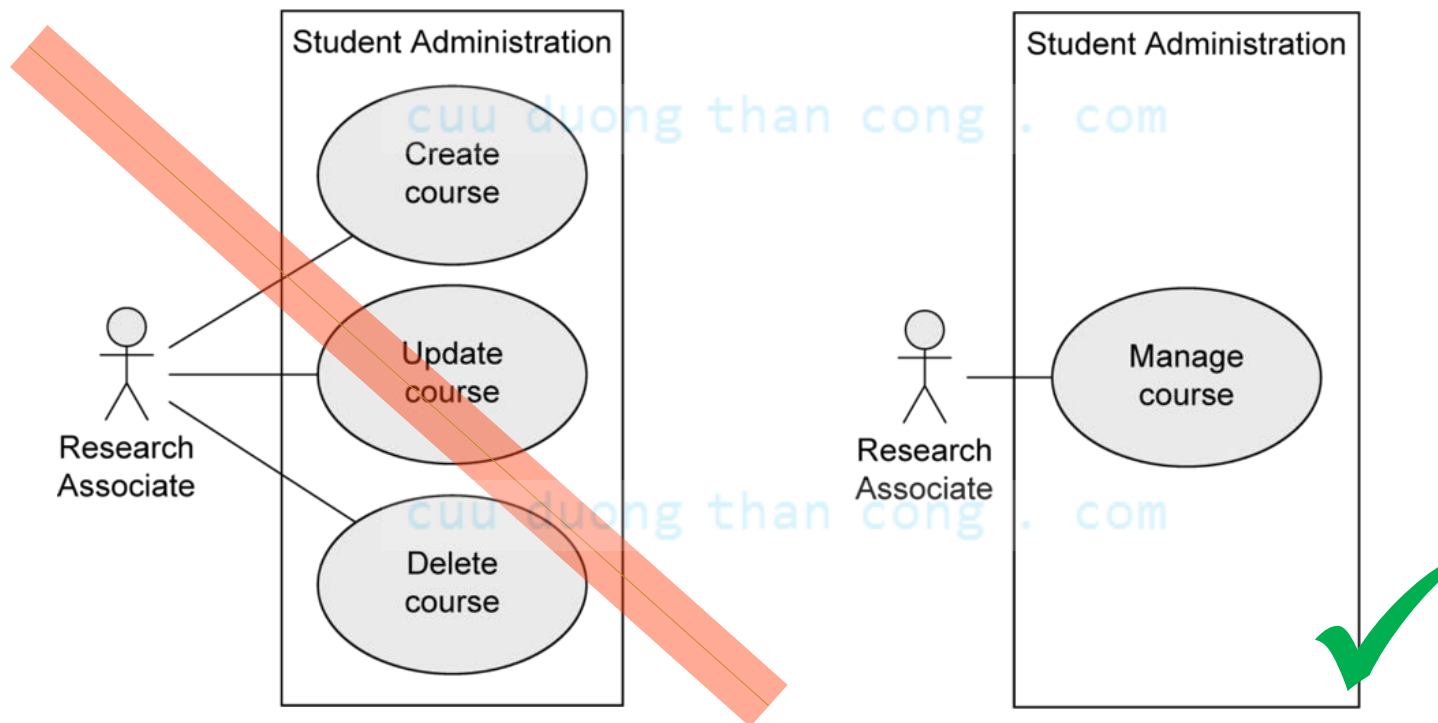 Student Administration
cuu duong than cong . com
Create
course
Update
course
Research
Associate
cuu duong than cong . com
Delete
course
Student Administration
Manage
course
Research
Associate